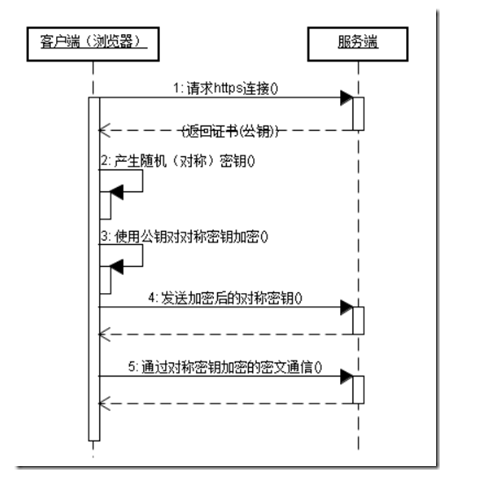 客户端（浏览器）
服务端
1: 请求https连接()
(返回证书(公钥))
2: 产生随机（对称）密钥()
3: 使用公钥对对称密钥加密()
4: 发送加密后的对称密钥()
5: 通过对称密钥加密的密文通信()